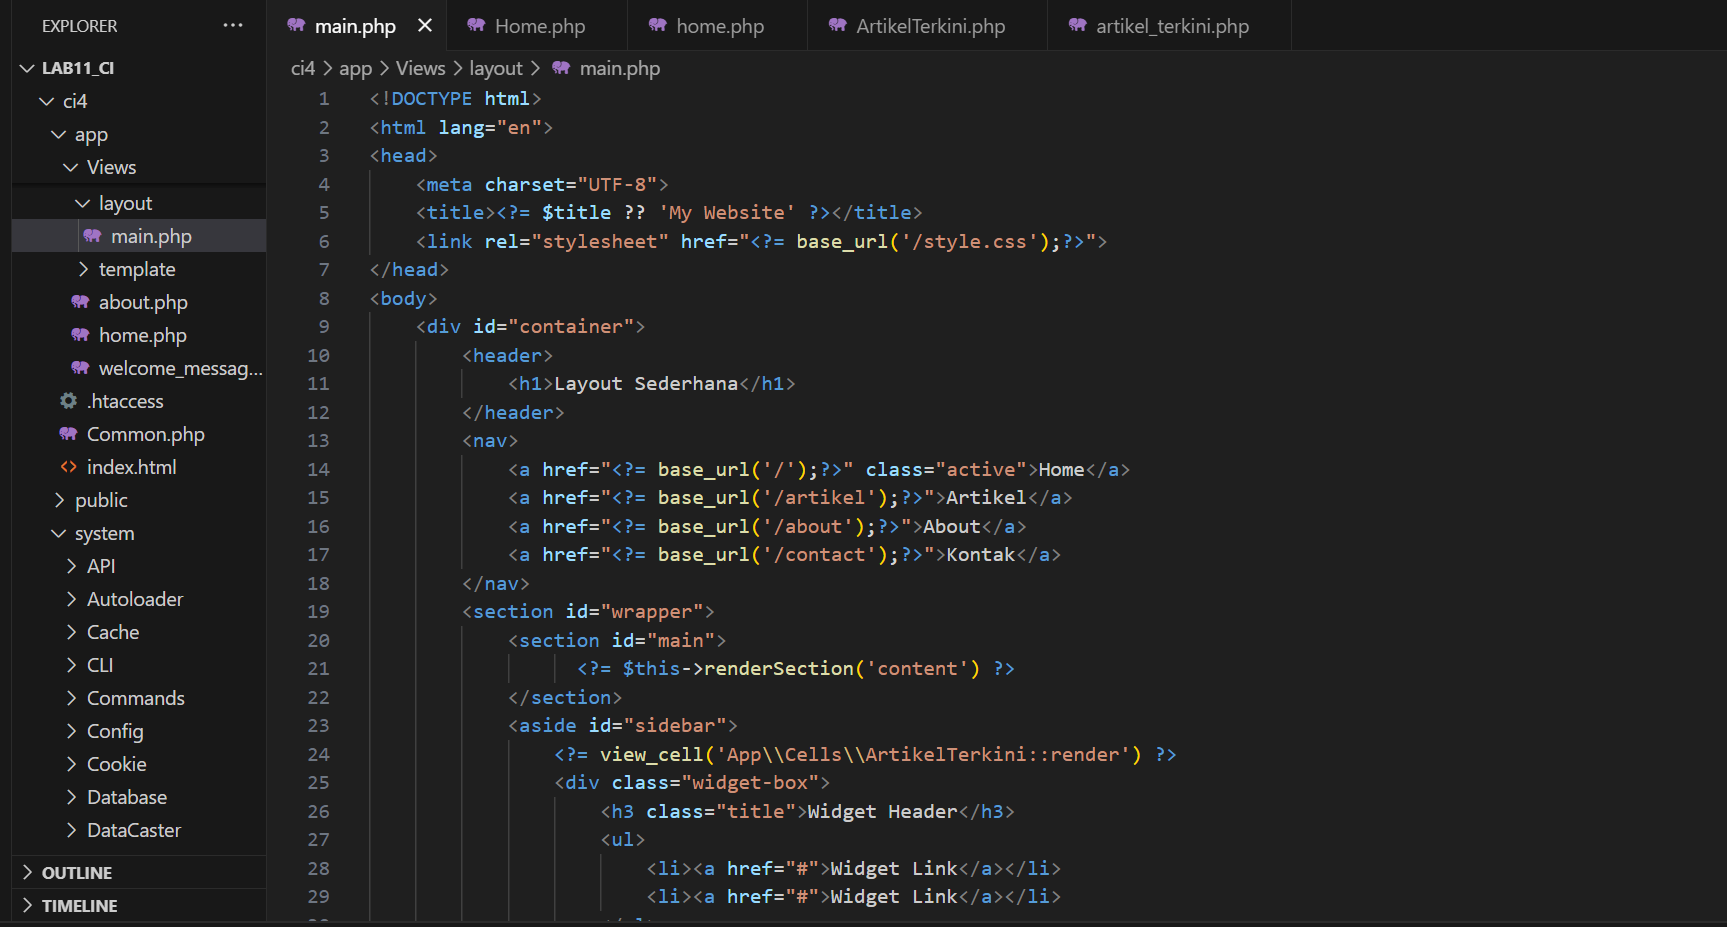 EXPLORER ···
LAB11_CI
ci4
app
Views
layout
main.php
template
about.php
home.php
welcome_messag...
.htaccess
Common.php
index.html
public
system
API
Autoloader
Cache
CLI
Commands
Config
Cookie
Database
DataCaster
OUTLINE
TIMELINE
main.php Home.php home.php ArtikelTerkini.php artikel_terkini.php
ci4 > app > Views > layout > main.php
1 <!DOCTYPE html>
2 <html lang="en">
3 <head>
4 <meta charset="UTF-8">
5 <title><?= $title ?? 'My Website' ?></title>
6 <link rel="stylesheet" href="<?= base_url('/style.css');?>">
7 </head>
8 <body>
9 <div id="container">
10 <header>
11 <h1>Layout Sederhana</h1>
12 </header>
13 <nav>
14 <a href="<?= base_url('/');?>" class="active">Home</a>
15 <a href="<?= base_url('/artikel');?>">Artikel</a>
16 <a href="<?= base_url('/about');?>">About</a>
17 <a href="<?= base_url('/contact');?>">Kontak</a>
18 </nav>
19 <section id="wrapper">
20 <section id="main">
21 <?= $this->renderSection('content') ?>
22 </section>
23 <aside id="sidebar">
24 <?= view_cell('App\\Cells\\ArtikelTerkini::render') ?>
25 <div class="widget-box">
26 <h3 class="title">Widget Header</h3>
27 <ul>
28 <li><a href="#">Widget Link</a></li>
29 <li><a href="#">Widget Link</a></li>